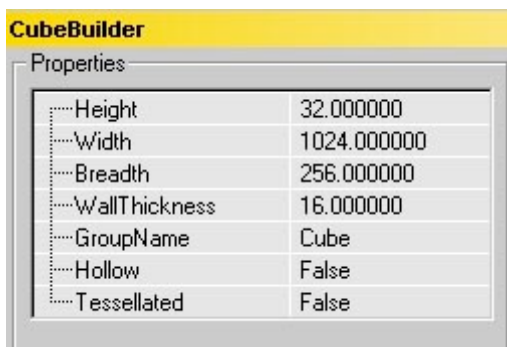 CubeBuilder
Properties
Height 32.000000
Width 1024.000000
Breadth 256.000000
WallThickness 16.000000
GroupName Cube
Hollow False
Tessellated False